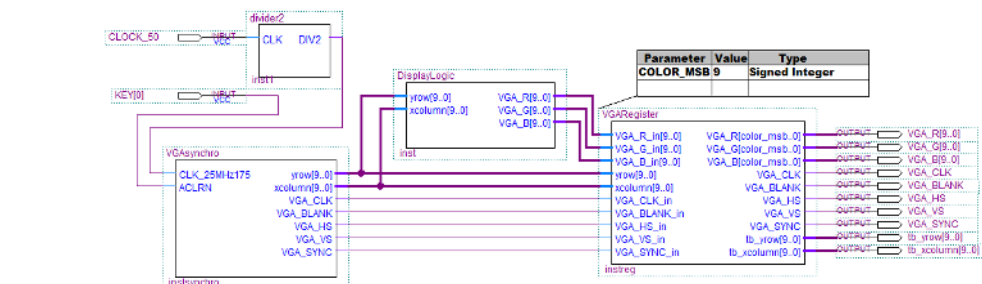 divider2
CLOCK_50 INPUT VCC CLK DIV2
inst1
KEY[0] INPUT VCC
Parameter Value Type
COLOR_MSB 9 Signed Integer
DisplayLogic
yrow[9..0] VGA_R[9..0]
xcolumn[9..0] VGA_G[9..0]
VGA_B[9..0]
inst
VGARegister
VGA_R_in[9..0] VGA_R[color_msb..0] OUTPUT VGA_R[9..0]
VGA_G_in[9..0] VGA_G[color_msb..0] OUTPUT VGA_G[9..0]
VGA_B_in[9..0] VGA_B[color_msb..0] OUTPUT VGA_B[9..0]
yrow[9..0] VGA_CLK OUTPUT VGA_CLK
xcolumn[9..0] VGA_BLANK OUTPUT VGA_BLANK
VGA_CLK_in VGA_HS OUTPUT VGA_HS
VGA_BLANK_in VGA_VS OUTPUT VGA_VS
VGA_HS_in VGA_SYNC OUTPUT VGA_SYNC
VGA_VS_in tb_yrow[9..0] OUTPUT tb_yrow[9..0]
VGA_SYNC_in tb_xcolumn[9..0] OUTPUT tb_xcolumn[9..0]
instreg
VGAsynchro
CLK_25MHz175 yrow[9..0]
ACLRN xcolumn[9..0]
VGA_CLK
VGA_BLANK
VGA_HS
VGA_VS
VGA_SYNC
instsynchro